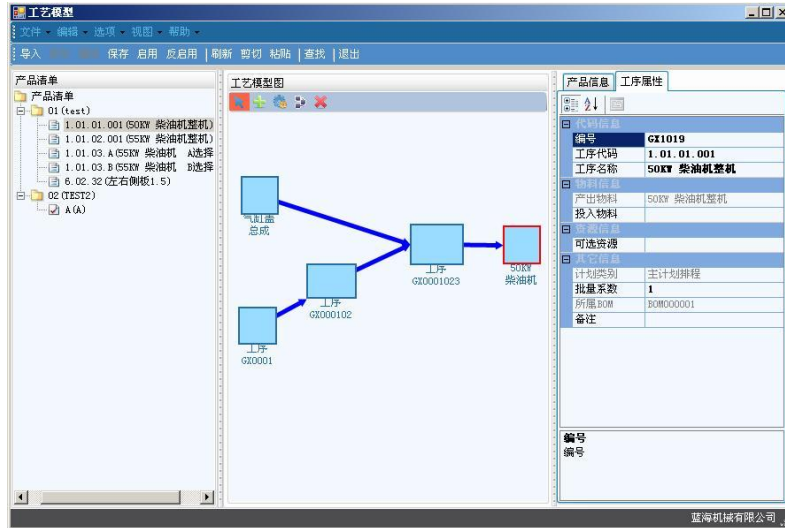 工艺模型
文件 编辑 选项 视图 帮助
导入 保存 启用 反启用 刷新 剪切 粘贴 查找 退出
产品清单
产品清单
01(test)
1.01.01.001(50KW 柴油机整机)
1.01.02.001(55KW 柴油机整机)
1.01.03.A(55KW 柴油机 A选择
1.01.03.B(55KW 柴油机 B选择
6.02.32(左右侧板1.5)
02(TEST2)
A(A)
工艺模型图
气缸盖
总成
工序
GX0001
工序
GX000102
工序
GX0001023
50KW
柴油机
产品信息 工序属性
代码信息
编号 GX1019
工序代码 1.01.01.001
工序名称 50KW 柴油机整机
物料信息
产出物料 50KW 柴油机整机
投入物料
资源信息
可选资源
其它信息
计划类别 主计划排程
批量系数 1
所属BOM BOM000001
备注
编号
编号
蓝海机械有限公司